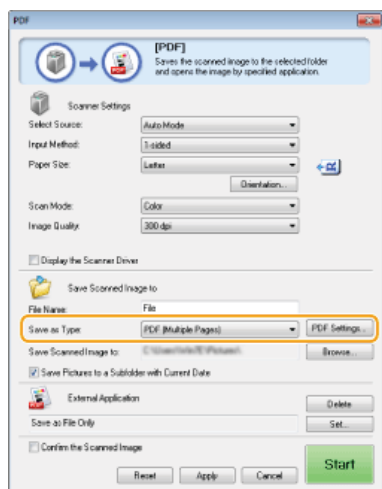 PDF
[PDF]
Saves the scanned image to the selected folder
and opens the image by specified application.
PDF
Scanner Settings
Select Source: Auto Mode
Input Method: 1-sided
Paper Size: Letter
Orientation...
Scan Mode: Color
Image Quality: 300 dpi
Display the Scanner Driver
Save Scanned Image to
File Name: File
Save as Type: PDF (Multiple Pages) PDF Settings...
Save Scanned Image to: Browse...
Save Pictures to a Subfolder with Current Date
External Application Delete
Save as File Only Set...
Confirm the Scanned Image
Reset Apply Cancel Start